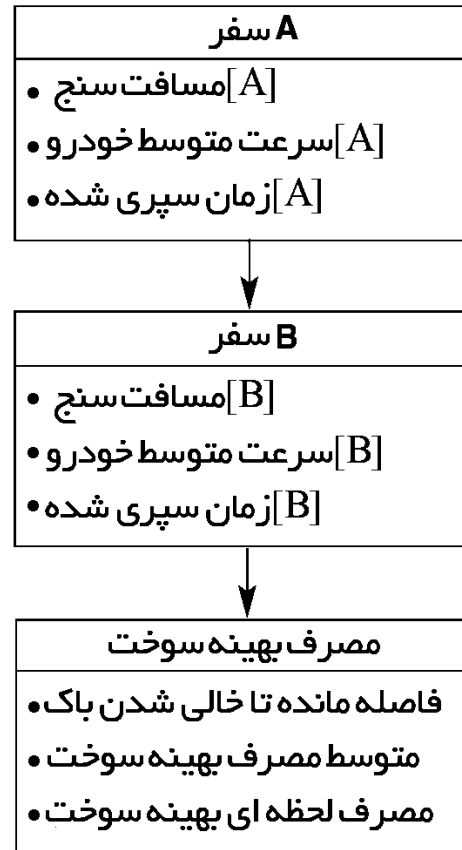 سفر A
• مسافت سنج [A]
• سرعت متوسط خودرو [A]
• زمان سپری شده [A]
سفر B
• مسافت سنج [B]
• سرعت متوسط خودرو [B]
• زمان سپری شده [B]
مصرف بهینه سوخت
• فاصله مانده تا خالی شدن باک
• متوسط مصرف بهینه سوخت
• مصرف لحظه ای بهینه سوخت